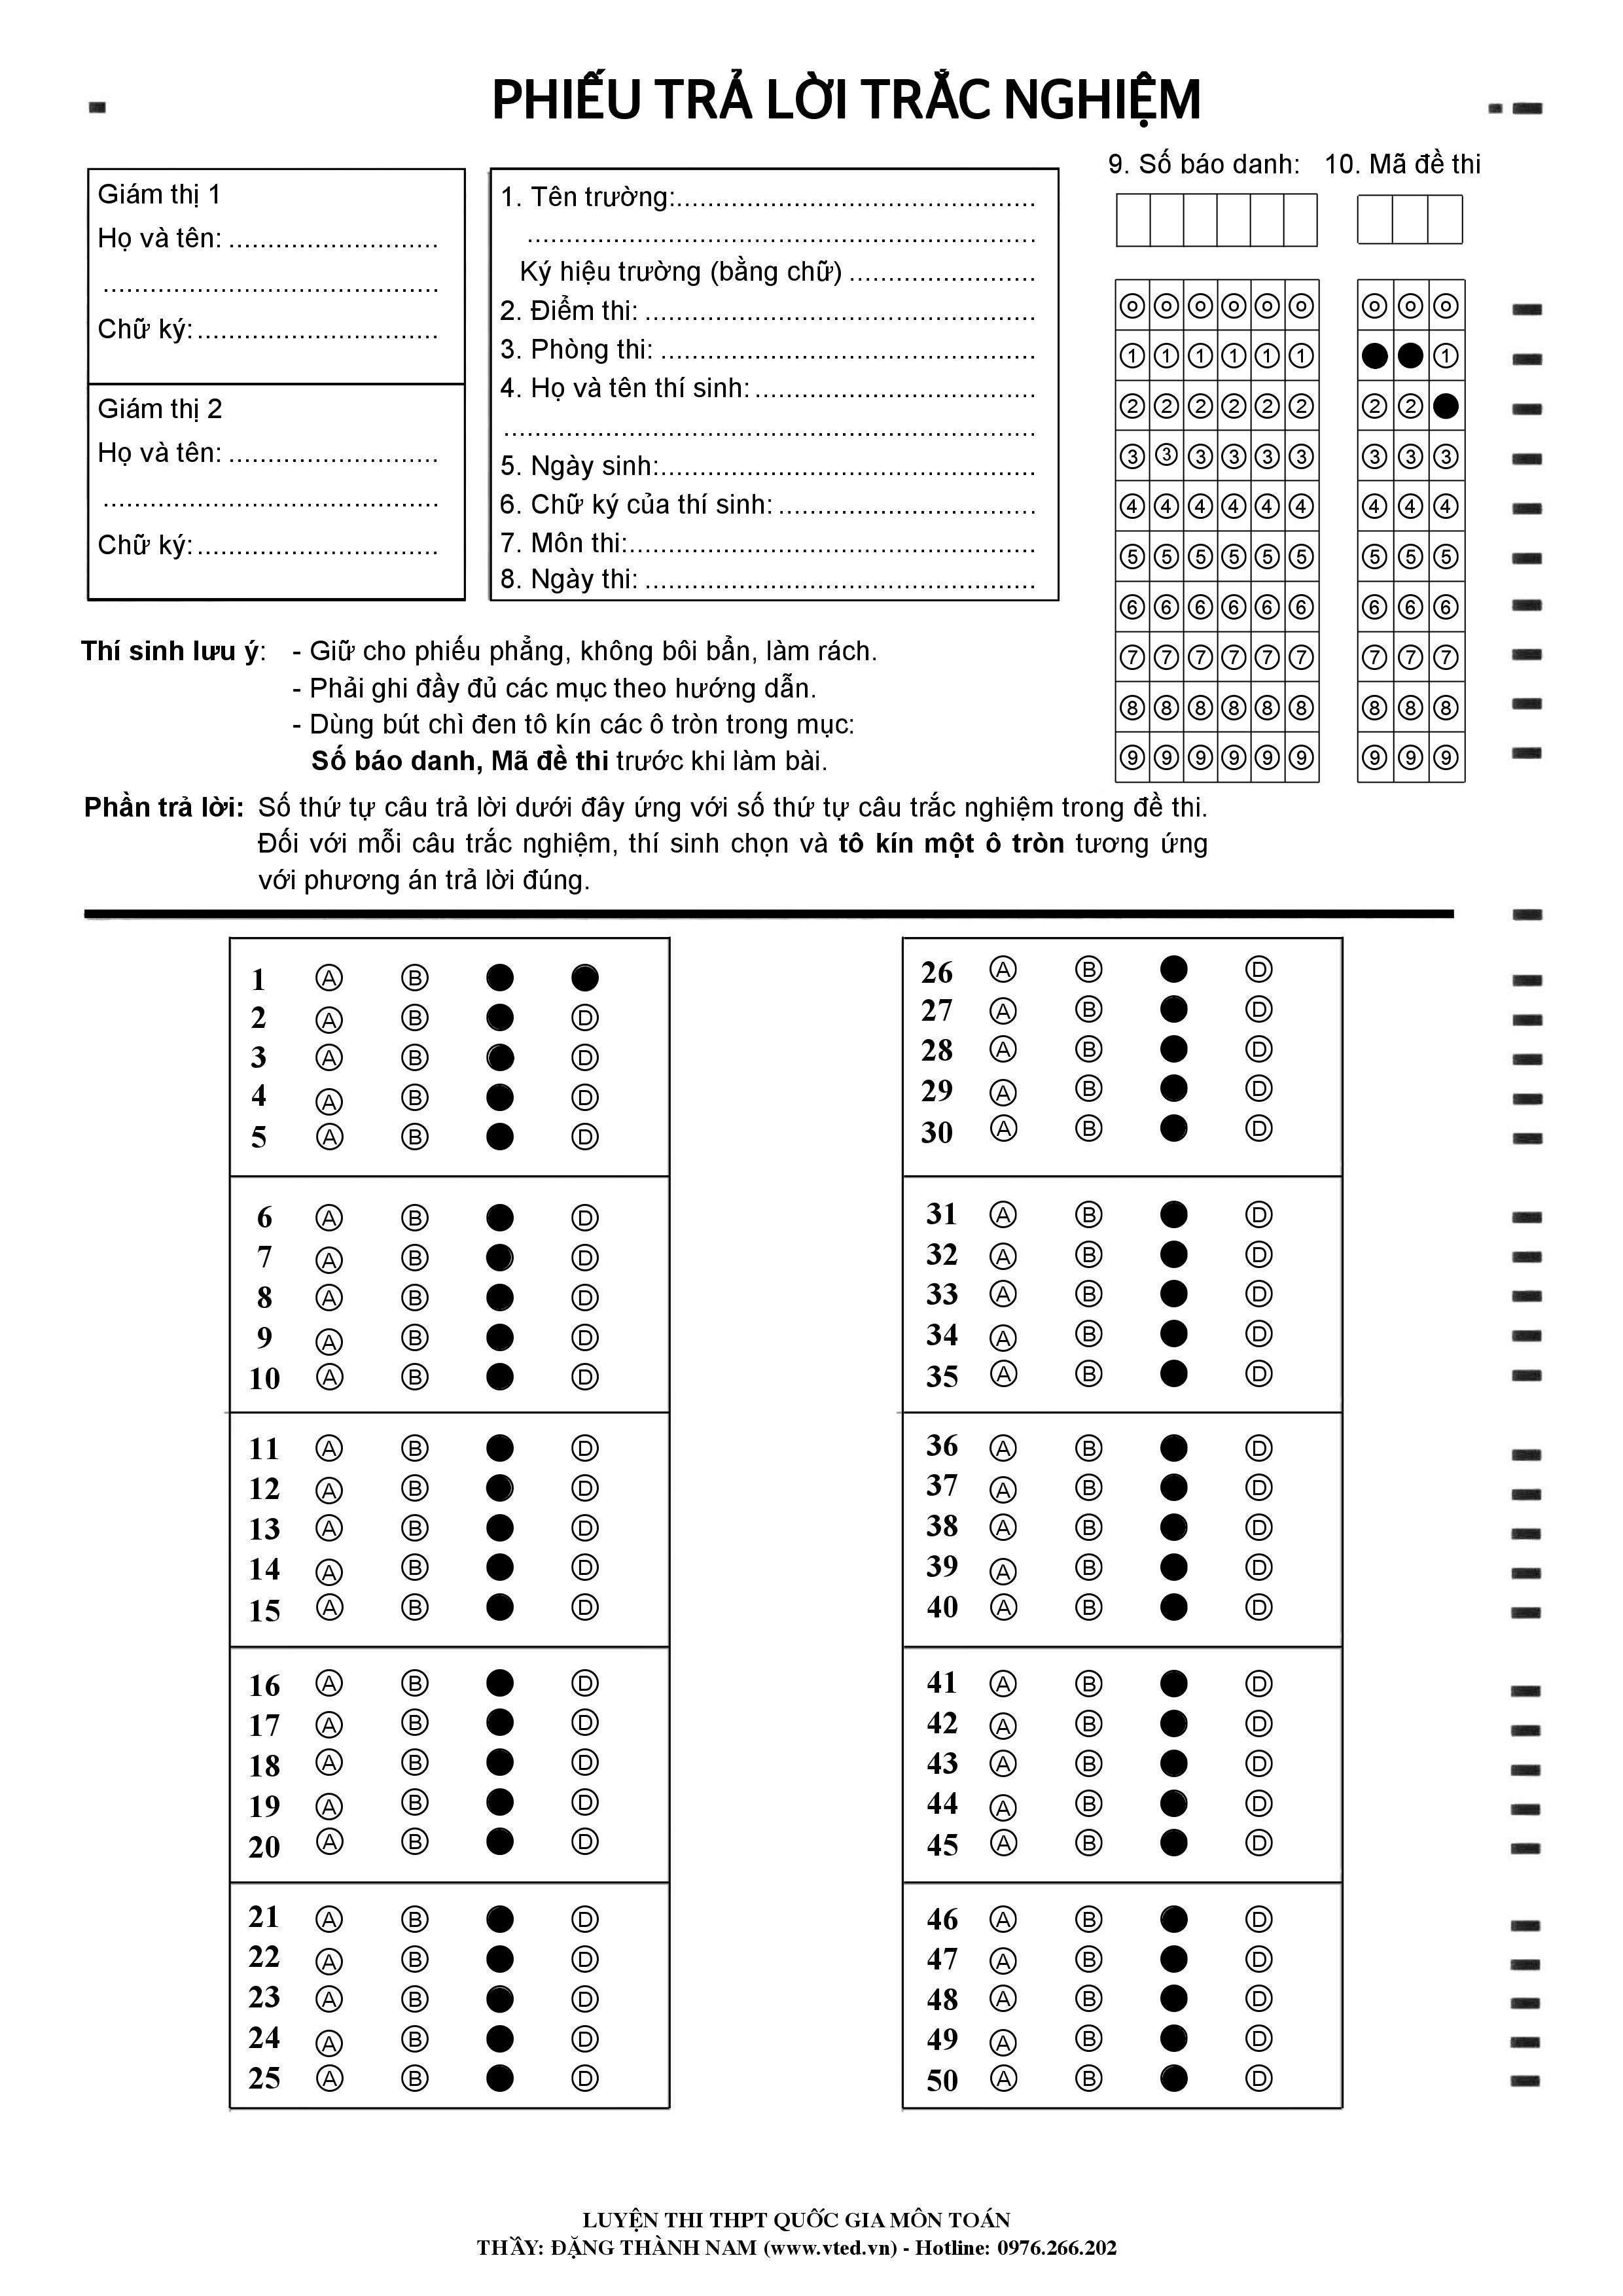 PHIẾU TRẢ LỜI TRẮC NGHIỆM
Giám thị 1
Họ và tên: ...........................
...........................................
Chữ ký: ...............................
Giám thị 2
Họ và tên: ...........................
...........................................
Chữ ký: ...............................
1. Tên trường:..............................................
.................................................................
Ký hiệu trường (bằng chữ) ........................
2. Điểm thi: ..................................................
3. Phòng thi: ................................................
4. Họ và tên thí sinh: ....................................
....................................................................
5. Ngày sinh:................................................
6. Chữ ký của thí sinh: .................................
7. Môn thi:....................................................
8. Ngày thi: ..................................................
9. Số báo danh: 10. Mã đề thi
0 0 0 0 0 0 0 0 0
1 1 1 1 1 1 1
2 2 2 2 2 2 2 2
3 3 3 3 3 3 3 3 3
4 4 4 4 4 4 4 4 4
5 5 5 5 5 5 5 5 5
6 6 6 6 6 6 6 6 6
7 7 7 7 7 7 7 7 7
8 8 8 8 8 8 8 8 8
9 9 9 9 9 9 9 9 9
Thí sinh lưu ý: - Giữ cho phiếu phẳng, không bôi bẩn, làm rách.
- Phải ghi đầy đủ các mục theo hướng dẫn.
- Dùng bút chì đen tô kín các ô tròn trong mục:
Số báo danh, Mã đề thi trước khi làm bài.
Phần trả lời: Số thứ tự câu trả lời dưới đây ứng với số thứ tự câu trắc nghiệm trong đề thi.
Đối với mỗi câu trắc nghiệm, thí sinh chọn và tô kín một ô tròn tương ứng
với phương án trả lời đúng.
1 A B
2 A B D
3 A B D
4 A B D
5 A B D
6 A B D
7 A B D
8 A B D
9 A B D
10 A B D
11 A B D
12 A B D
13 A B D
14 A B D
15 A B D
16 A B D
17 A B D
18 A B D
19 A B D
20 A B D
21 A B D
22 A B D
23 A B D
24 A B D
25 A B D
26 A B D
27 A B D
28 A B D
29 A B D
30 A B D
31 A B D
32 A B D
33 A B D
34 A B D
35 A B D
36 A B D
37 A B D
38 A B D
39 A B D
40 A B D
41 A B D
42 A B D
43 A B D
44 A B D
45 A B D
46 A B D
47 A B D
48 A B D
49 A B D
50 A B D
LUYỆN THI THPT QUỐC GIA MÔN TOÁN
THẦY: ĐẶNG THÀNH NAM (www.vted.vn) - Hotline: 0976.266.202